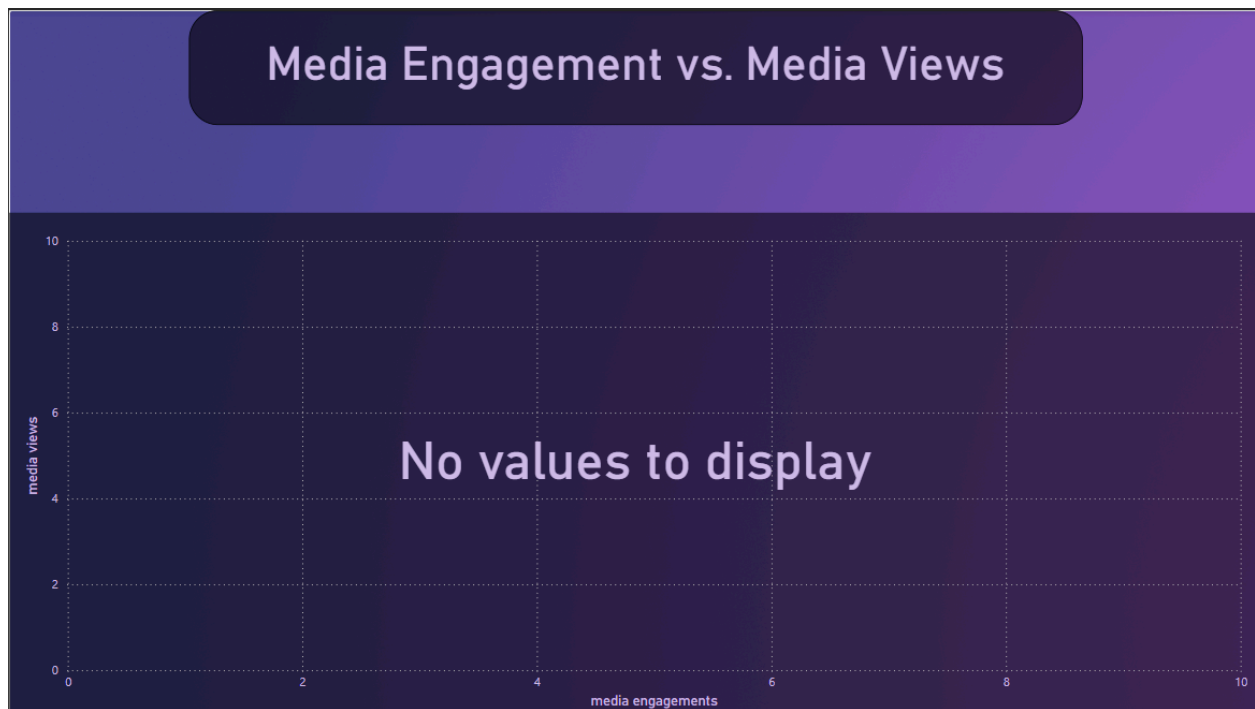 Media Engagement vs. Media Views
10
8
6
media views
No values to display
4
2
0
0 2 4 6 8 10
media engagements